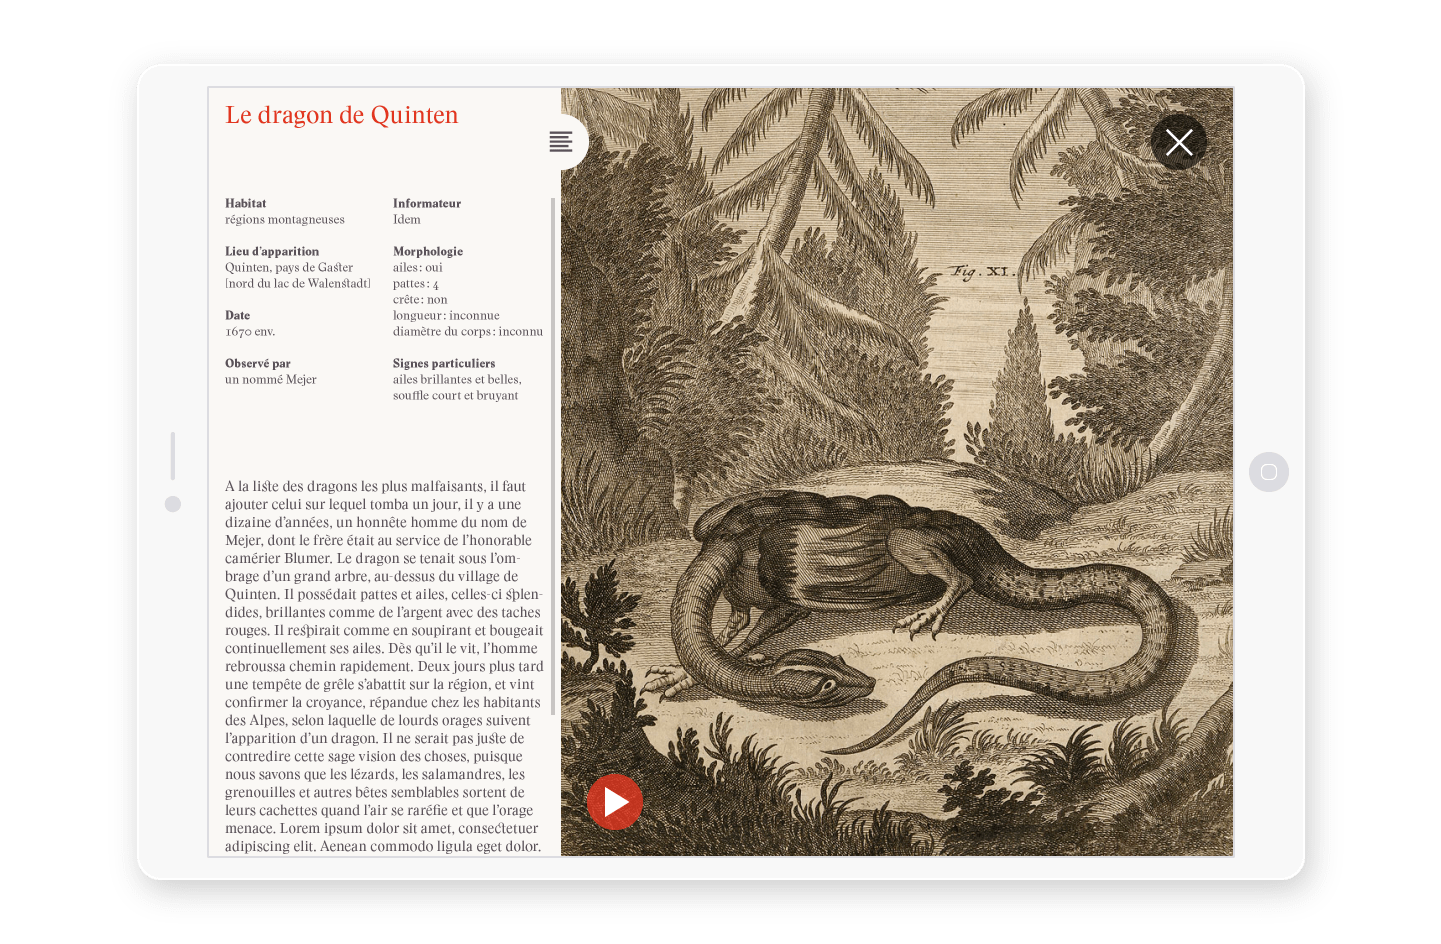 Le dragon de Quinten
Habitat
régions montagneuses
Lieu d’apparition
Quinten, pays de Gaster
[nord du lac de Walenstadt]
Date
1670 env.
Observé par
un nommé Mejer
Informateur
Idem
Morphologie
ailes : oui
pattes : 4
crête : non
longueur : inconnue
diamètre du corps : inconnu
Signes particuliers
ailes brillantes et belles,
souffle court et bruyant
A la liste des dragons les plus malfaisants, il faut
ajouter celui sur lequel tomba un jour, il y a une
dizaine d’années, un honnête homme du nom de
Mejer, dont le frère était au service de l’honorable
camérier Blumer. Le dragon se tenait sous l’om-
brage d’un grand arbre, au-dessus du village de
Quinten. Il possédait pattes et ailes, celles-ci splen-
dides, brillantes comme de l’argent avec des taches
rouges. Il respirait comme en soupirant et bougeait
continuellement ses ailes. Dès qu’il le vit, l’homme
rebroussa chemin rapidement. Deux jours plus tard
une tempête de grêle s’abattit sur la région, et vint
confirmer la croyance, répandue chez les habitants
des Alpes, selon laquelle de lourds orages suivent
l’apparition d’un dragon. Il ne serait pas juste de
contredire cette sage vision des choses, puisque
nous savons que les lézards, les salamandres, les
grenouilles et autres bêtes semblables sortent de
leurs cachettes quand l’air se raréfie et que l’orage
menace. Lorem ipsum dolor sit amet, consectetuer
adipiscing elit. Aenean commodo ligula eget dolor.
Fig. XI.